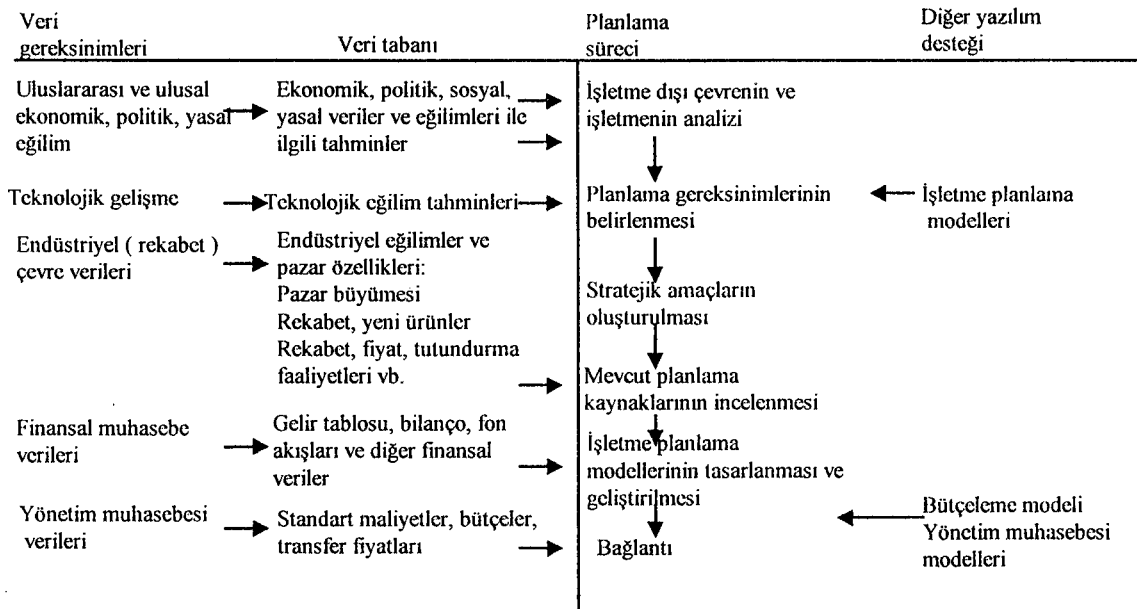 Veri
gereksinimleri
Veri tabanı
Planlama
süreci
Diğer yazılım
desteği
Uluslararası ve ulusal
ekonomik, politik, yasal
eğilim
Ekonomik, politik, sosyal,
yasal veriler ve eğilimleri ile
ilgili tahminler
İşletme dışı çevrenin ve
işletmenin analizi
Teknolojik gelişme
Teknolojik eğilim tahminleri
Planlama gereksinimlerinin
belirlenmesi
İşletme planlama
modelleri
Endüstriyel ( rekabet )
çevre verileri
Endüstriyel eğilimler ve
pazar özellikleri:
Pazar büyümesi
Rekabet, yeni ürünler
Rekabet, fiyat, tutundurma
faaliyetleri vb.
Stratejik amaçların
oluşturulması
Mevcut planlama
kaynaklarının incelenmesi
Finansal muhasebe
verileri
Gelir tablosu, bilanço, fon
akışları ve diğer finansal
veriler
İşletme planlama
modellerinin tasarlanması ve
geliştirilmesi
Yönetim muhasebesi
verileri
Standart maliyetler, bütçeler,
transfer fiyatları
Bağlantı
Bütçeleme modeli
Yönetim muhasebesi
modelleri